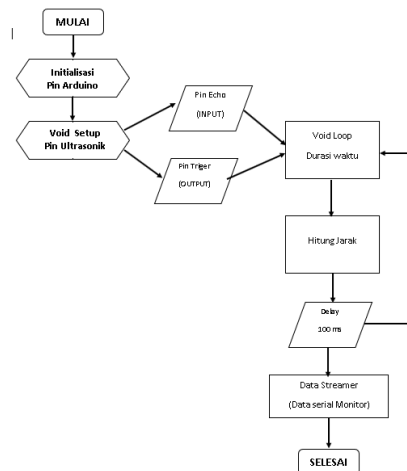 MULAI
Initialisasi
Pin Arduino
Void Setup
Pin Ultrasonik
Pin Echo
(INPUT)
Pin Triger
(OUTPUT)
Void Loop
Durasi waktu
Hitung Jarak
Delay
100 ms
Data Streamer
(Data serial Monitor)
SELESAI